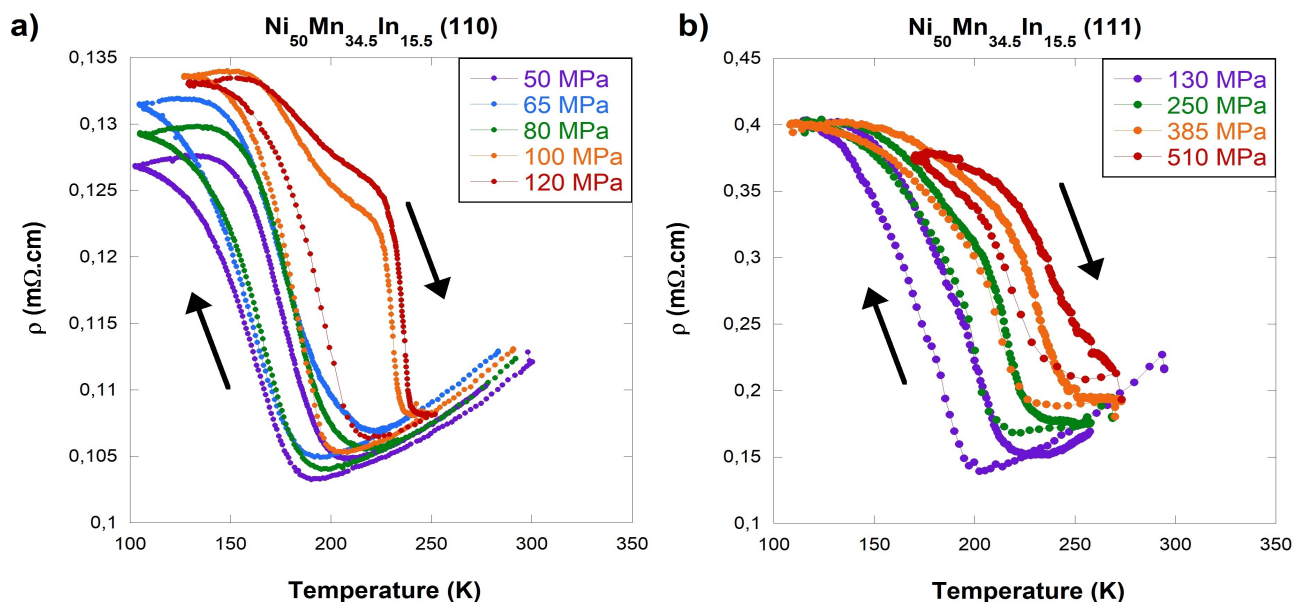 a)
Ni50Mn34.5In15.5 (110)
0,135
0,13
0,125
0,12
0,115
0,11
0,105
0,1
ρ (mΩ.cm)
50 MPa
65 MPa
80 MPa
100 MPa
120 MPa
100 150 200 250 300 350
Temperature (K)
b)
Ni50Mn34.5In15.5 (111)
0,45
0,4
0,35
0,3
0,25
0,2
0,15
0,1
ρ (mΩ.cm)
130 MPa
250 MPa
385 MPa
510 MPa
100 150 200 250 300 350
Temperature (K)